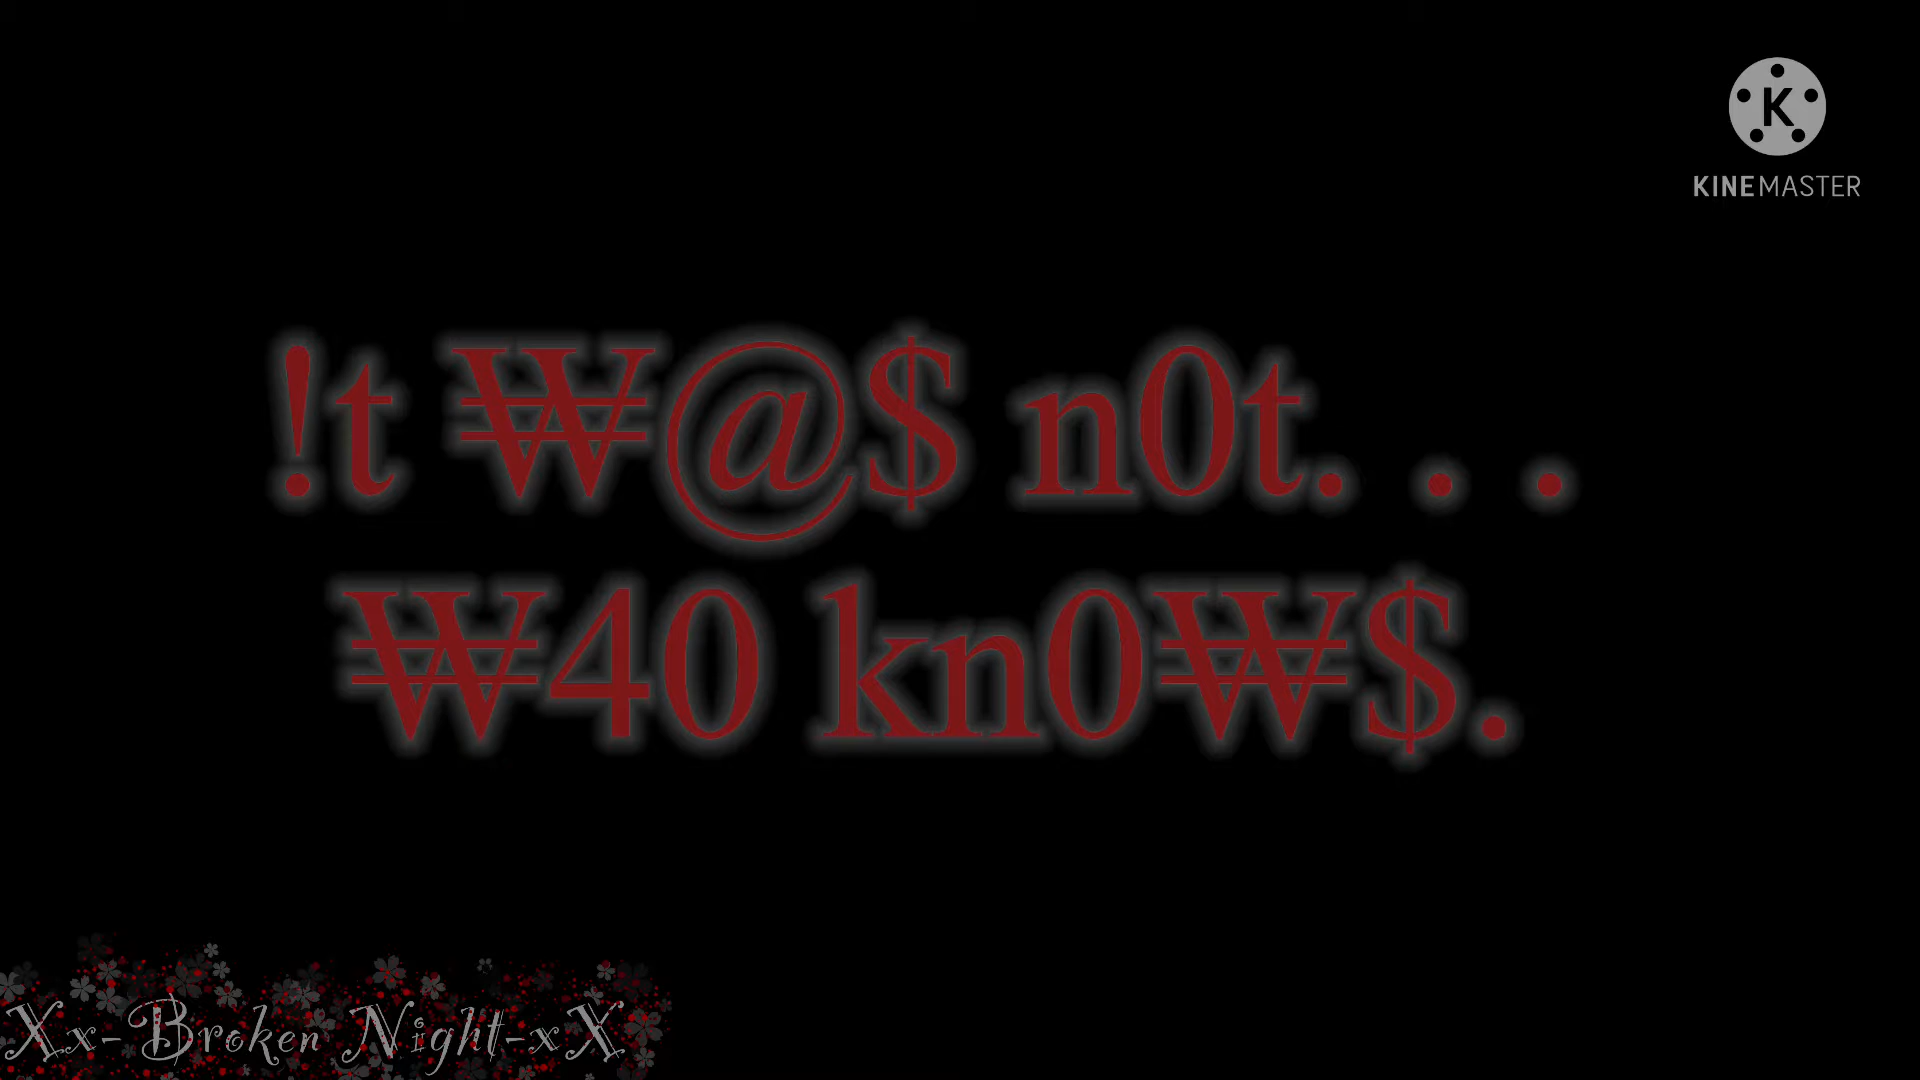 KINEMASTER
!t ₩@$ n0t. . .
₩40 kn0₩$.
Xx- Broken Night-xX